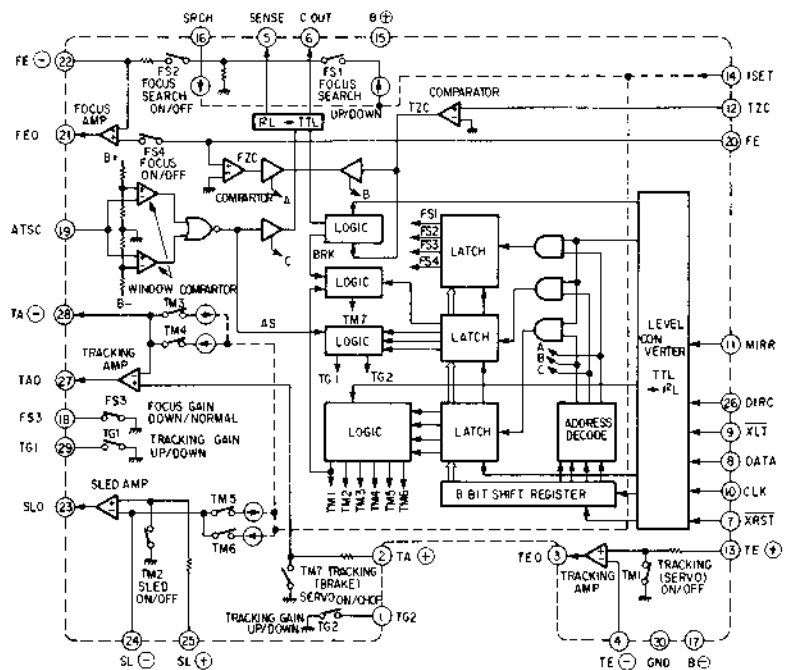 SRCH SENSE C OUT B⊕
16 5 6 15
FE ⊖ 22
FS2
FOCUS
SEARCH
ON/OFF
FS1
FOCUS
SEARCH
UP/DOWN
14 ISET
COMPARATOR
TZC
12 TZC
FOCUS
AMP
I²L → TTL
FEO 21
20 FE
FS4
FOCUS
ON/OFF
B+
FZC
COMPARTOR
A
B
ATSC 19
C
LOGIC
BRK
FS1
FS2
FS3
FS4
LATCH
B-
WINDOW COMPARTOR
LOGIC
TM7
TA ⊖ 28
TM3
TM4
AS
LOGIC
TG1 TG2
LATCH
A
B
C
LEVEL
CONVERTER
TTL
→ I²L
11 MIRR
TRACKING
AMP
TAO 27
FS3 18
FS3
FOCUS GAIN
DOWN/NORMAL
TG1 29
TG1
TRACKING GAIN
UP/DOWN
LOGIC
LATCH
ADDRESS
DECODE
26 DIRC
9 XLT
8 DATA
10 CLK
7 XRST
TM1
TM2
TM3
TM4
TM5
TM6
8 BIT SHIFT REGISTER
SLED AMP
SLO 23
TM5
TM6
TM2
SLED
ON/OFF
2 TA ⊕
TM7 TRACKING
(BRAKE)
SERVO ON/CHOP
TRACKING GAIN
UP/DOWN
TG2
1 TG2
TEO 3
TRACKING
AMP
TM1
TRACKING
(SERVO)
ON/OFF
13 TE ⊕
24 25
SL ⊖ SL ⊕
4 30 17
TE ⊖ GND B⊖